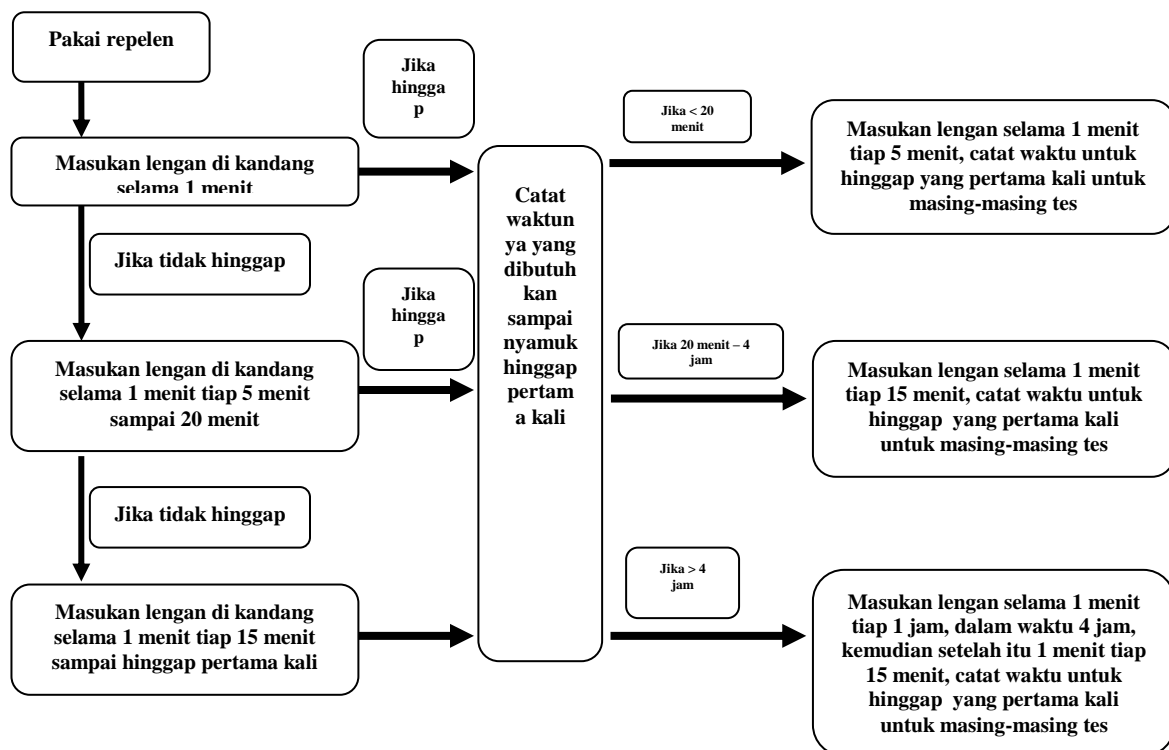 Pakai repelen
Jika
hingga
p
Masukan lengan di kandang
selama 1 menit
Jika tidak hinggap
Jika
hingga
p
Masukan lengan di kandang
selama 1 menit tiap 5 menit
sampai 20 menit
Jika tidak hinggap
Masukan lengan di kandang
selama 1 menit tiap 15 menit
sampai hinggap pertama kali
Catat
waktun
ya yang
dibutuh
kan
sampai
nyamuk
hinggap
pertam
a kali
Jika < 20
menit
Masukan lengan selama 1 menit
tiap 5 menit, catat waktu untuk
hinggap yang pertama kali untuk
masing-masing tes
Jika 20 menit – 4
jam
Masukan lengan selama 1 menit
tiap 15 menit, catat waktu untuk
hinggap yang pertama kali
untuk masing-masing tes
Jika > 4
jam
Masukan lengan selama 1 menit
tiap 1 jam, dalam waktu 4 jam,
kemudian setelah itu 1 menit tiap
15 menit, catat waktu untuk
hinggap yang pertama kali
untuk masing-masing tes